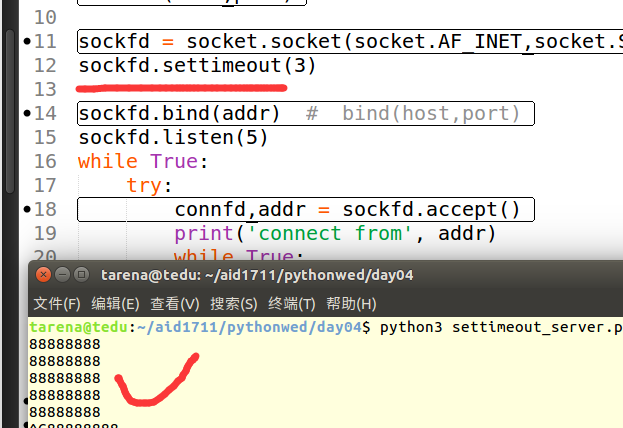 10
11 sockfd = socket.socket(socket.AF_INET,socket.S
12 sockfd.settimeout(3)
13
14 sockfd.bind(addr)  #  bind(host,port)
15 sockfd.listen(5)
16 while True:
17     try:
18         connfd,addr = sockfd.accept()
19         print('connect from', addr)
20         while True:
tarena@tedu: ~/aid1711/pythonwed/day04
文件(F) 编辑(E) 查看(V) 搜索(S) 终端(T) 帮助(H)
tarena@tedu:~/aid1711/pythonwed/day04$ python3 settimeout_server.p
88888888
88888888
88888888
88888888
88888888
^C88888888